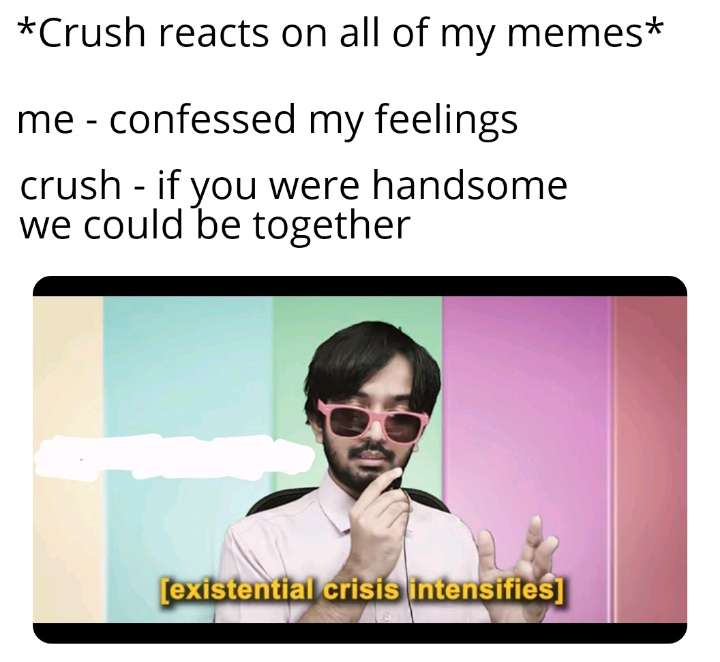 *Crush reacts on all of my memes*
me - confessed my feelings
crush - if you were handsome
we could be together
[existential crisis intensifies]